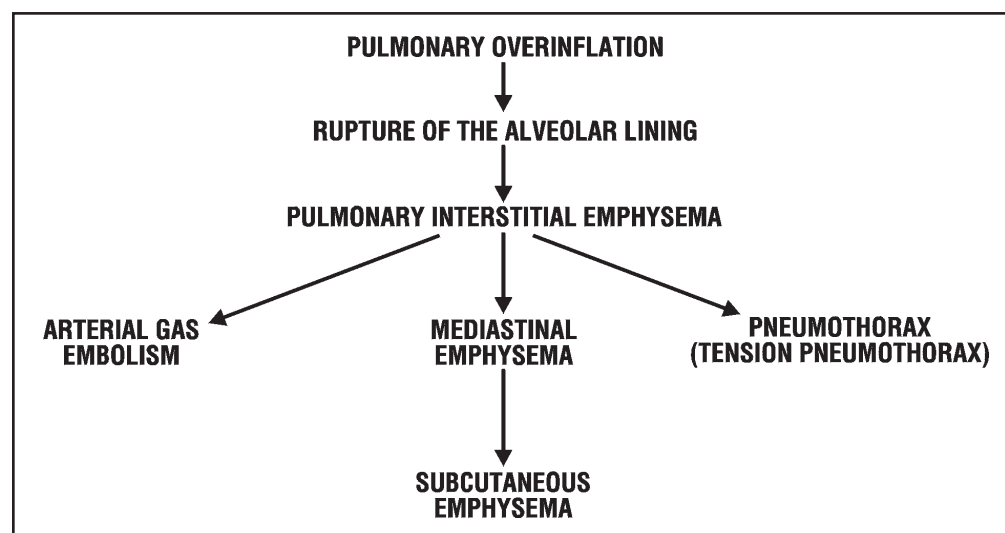 PULMONARY OVERINFLATION
RUPTURE OF THE ALVEOLAR LINING
PULMONARY INTERSTITIAL EMPHYSEMA
ARTERIAL GAS
EMBOLISM
MEDIASTINAL
EMPHYSEMA
PNEUMOTHORAX
(TENSION PNEUMOTHORAX)
SUBCUTANEOUS
EMPHYSEMA